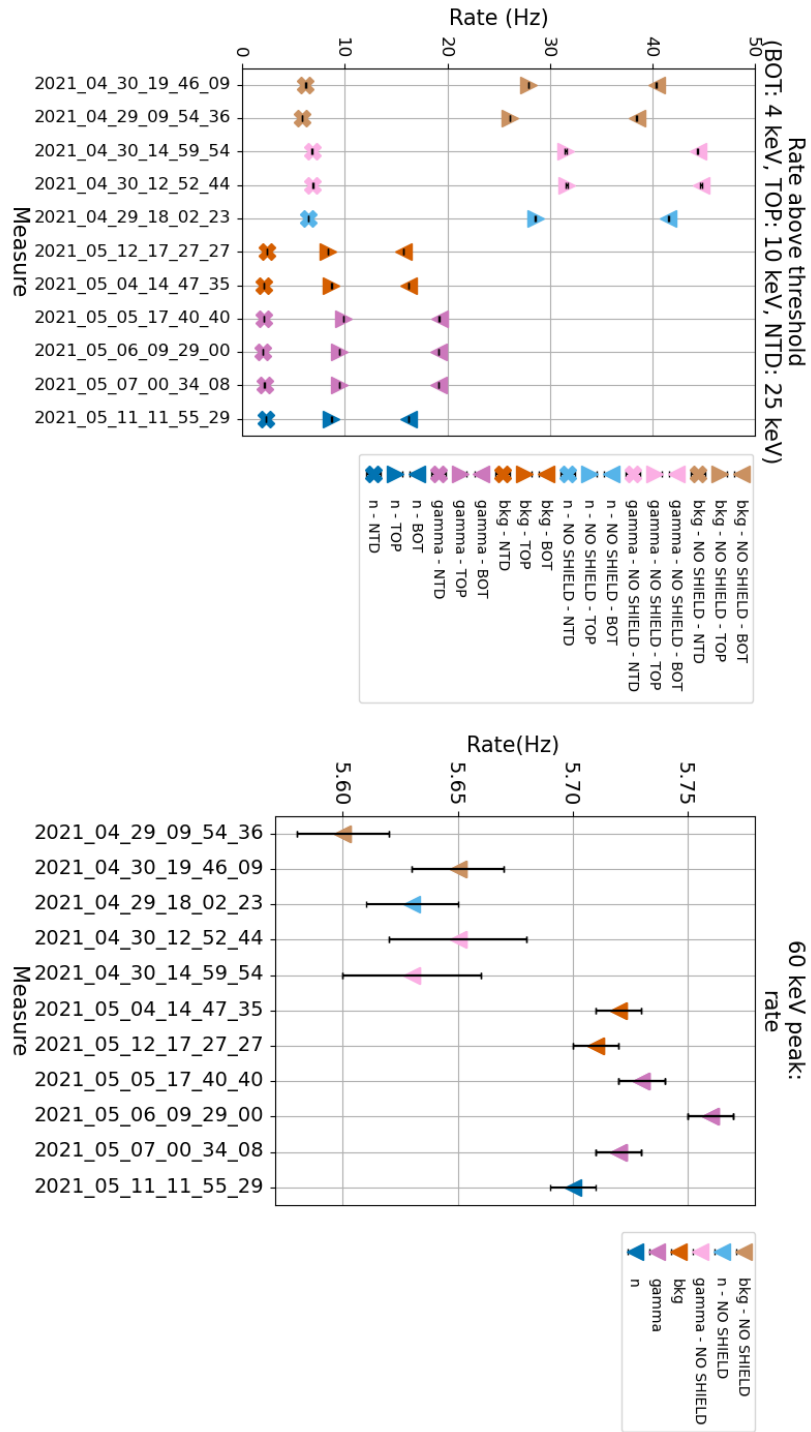 Rate above threshold
(BOT: 4 keV, TOP: 10 keV, NTD: 25 keV)
Rate (Hz)
50
40
30
20
10
0
2021_04_30_19_46_09
2021_04_29_09_54_36
2021_04_30_14_59_54
2021_04_30_12_52_44
2021_04_29_18_02_23
2021_05_12_17_27_27
2021_05_04_14_47_35
2021_05_05_17_40_40
2021_05_06_09_29_00
2021_05_07_00_34_08
2021_05_11_11_55_29
Measure
bkg - NO SHIELD - BOT
bkg - NO SHIELD - TOP
bkg - NO SHIELD - NTD
gamma - NO SHIELD - BOT
gamma - NO SHIELD - TOP
gamma - NO SHIELD - NTD
n - NO SHIELD - BOT
n - NO SHIELD - TOP
n - NO SHIELD - NTD
bkg - BOT
bkg - TOP
bkg - NTD
gamma - BOT
gamma - TOP
gamma - NTD
n - BOT
n - TOP
n - NTD
60 keV peak:
rate
Rate(Hz)
5.75
5.70
5.65
5.60
2021_04_29_09_54_36
2021_04_30_19_46_09
2021_04_29_18_02_23
2021_04_30_12_52_44
2021_04_30_14_59_54
2021_05_04_14_47_35
2021_05_12_17_27_27
2021_05_05_17_40_40
2021_05_06_09_29_00
2021_05_07_00_34_08
2021_05_11_11_55_29
Measure
bkg - NO SHIELD
n - NO SHIELD
gamma - NO SHIELD
bkg
gamma
n